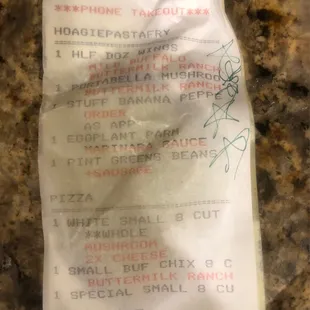 ***PHONE TAKEOUT***
HOAGIEPASTAFRY
1 HLF DOZ WINGS
MILD BUFFALO
BUTTERMILK RANCH
1 PORTABELLA MUSHROO
BUTTERMILK RANCH
1 STUFF BANANA PEPPE
ORDER
AS APP
1 EGGPLANT PARM
MARINARA SAUCE
1 PINT GREENS BEANS
+SAUSAGE
PIZZA
1 WHITE SMALL 8 CUT
**WHOLE
MUSHROOM
2X CHEESE
1 SMALL BUF CHIX 8 C
BUTTERMILK RANCH
1 SPECIAL SMALL 8 CU